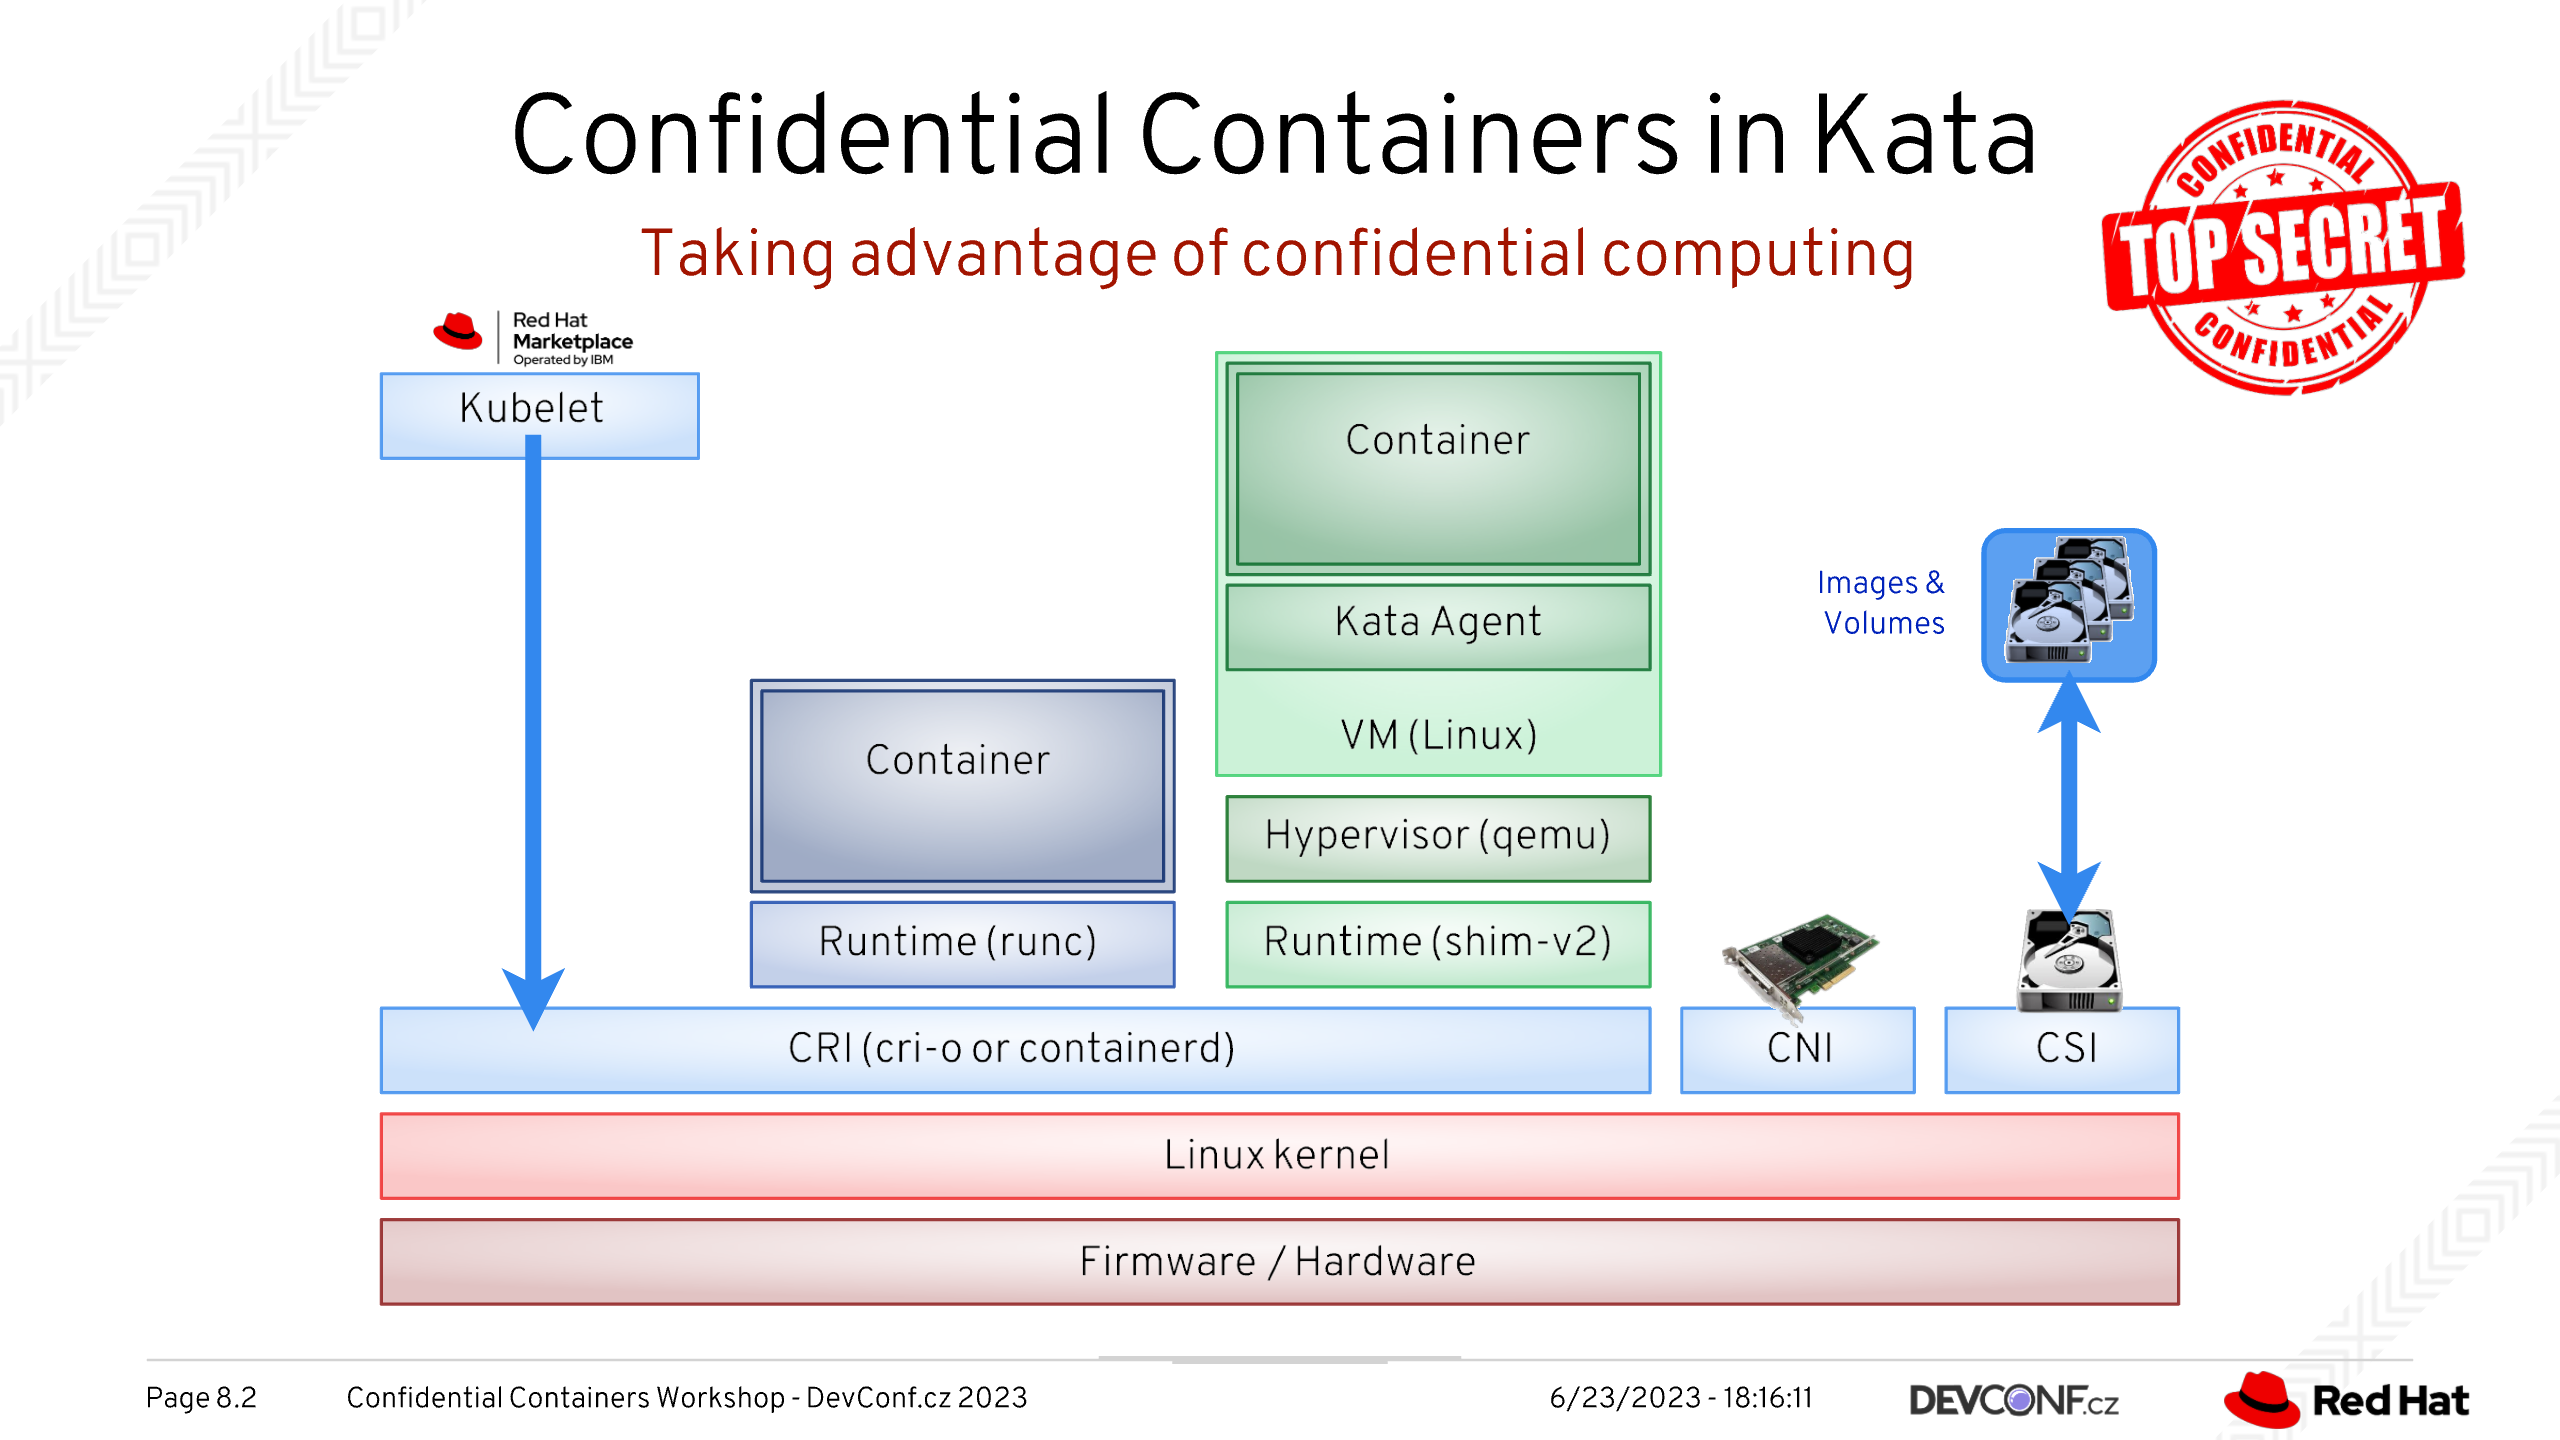 Confidential Containers in Kata
Taking advantage of confidential computing
CONFIDENTIAL
TOP SECRET
CONFIDENTIAL
Red Hat
Marketplace
Operated by IBM
Kubelet
Container
Kata Agent
VM (Linux)
Images &
Volumes
Container
Hypervisor (qemu)
Runtime (runc)
Runtime (shim-v2)
CRI (cri-o or containerd)
CNI
CSI
Linux kernel
Firmware / Hardware
Page 8.2
Confidential Containers Workshop - DevConf.cz 2023
6/23/2023 - 18:16:11
DEVCONF.cz
Red Hat